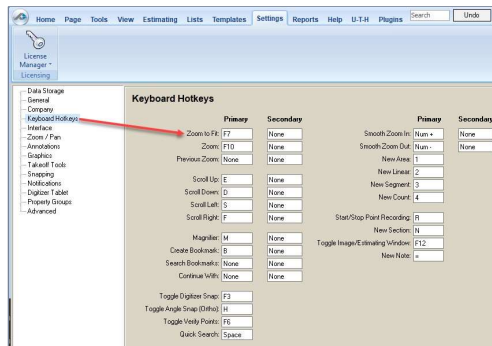 Home Page Tools View Estimating Lists Templates Settings Reports Help U-T-H Plugins Search Undo
License
Manager
Licensing
Data Storage
General
Company
Keyboard Hotkeys
Interface
Zoom / Pan
Annotations
Graphics
Takeoff Tools
Snapping
Notifications
Digitizer Tablet
Property Groups
Advanced
Keyboard Hotkeys
Primary Secondary
Zoom to Fit: F7 None
Zoom: F10 None
Previous Zoom: None None
Scroll Up: E None
Scroll Down: D None
Scroll Left: S None
Scroll Right: F None
Magnifier: M None
Create Bookmark: B None
Search Bookmarks: None None
Continue With: None None
Toggle Digitizer Snap: F3
Toggle Angle Snap (Ortho): H
Toggle Verify Points: F6
Quick Search: Space
Primary Secondary
Smooth Zoom In: Num + None
Smooth Zoom Out: Num - None
New Area: 1
New Linear: 2
New Segment: 3
New Count: 4
Start/Stop Point Recording: R
New Section: N
Toggle Image/Estimating Window: F12
New Note: =